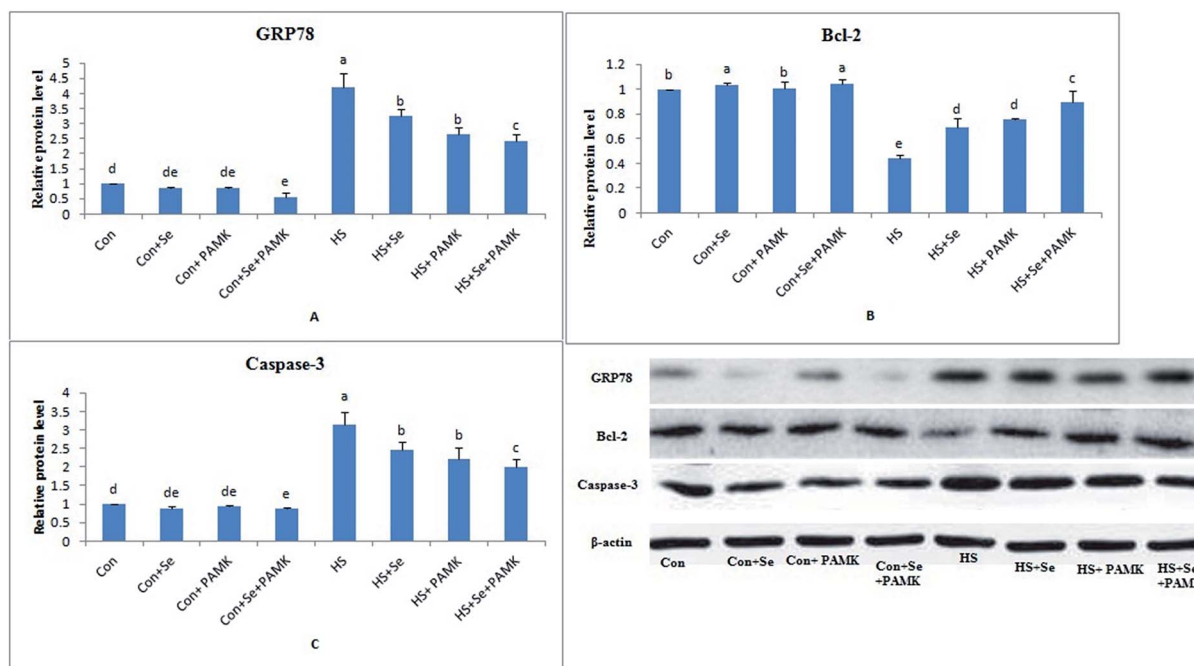 GRP78
Relative protein level
5
4.5
4
3.5
3
2.5
2
1.5
1
0.5
0
d
de
de
e
a
b
b
c
Con
Con+Se
Con+ PAMK
Con+Se+PAMK
HS
HS+Se
HS+ PAMK
HS+Se+PAMK
A
Bcl-2
Relative protein level
1.2
1
0.8
0.6
0.4
0.2
0
b
a
b
a
e
d
d
c
Con
Con+Se
Con+ PAMK
Con+Se+PAMK
HS
HS+Se
HS+ PAMK
HS+Se+PAMK
B
Caspase-3
Relative protein level
4
3.5
3
2.5
2
1.5
1
0.5
0
d
de
de
e
a
b
b
c
Con
Con+Se
Con+ PAMK
Con+Se+PAMK
HS
HS+Se
HS+ PAMK
HS+Se+PAMK
C
GRP78
Bcl-2
Caspase-3
β-actin
Con
Con+Se
Con+ PAMK
Con+Se
+PAMK
HS
HS+Se
HS+ PAMK
HS+Se
+PAM